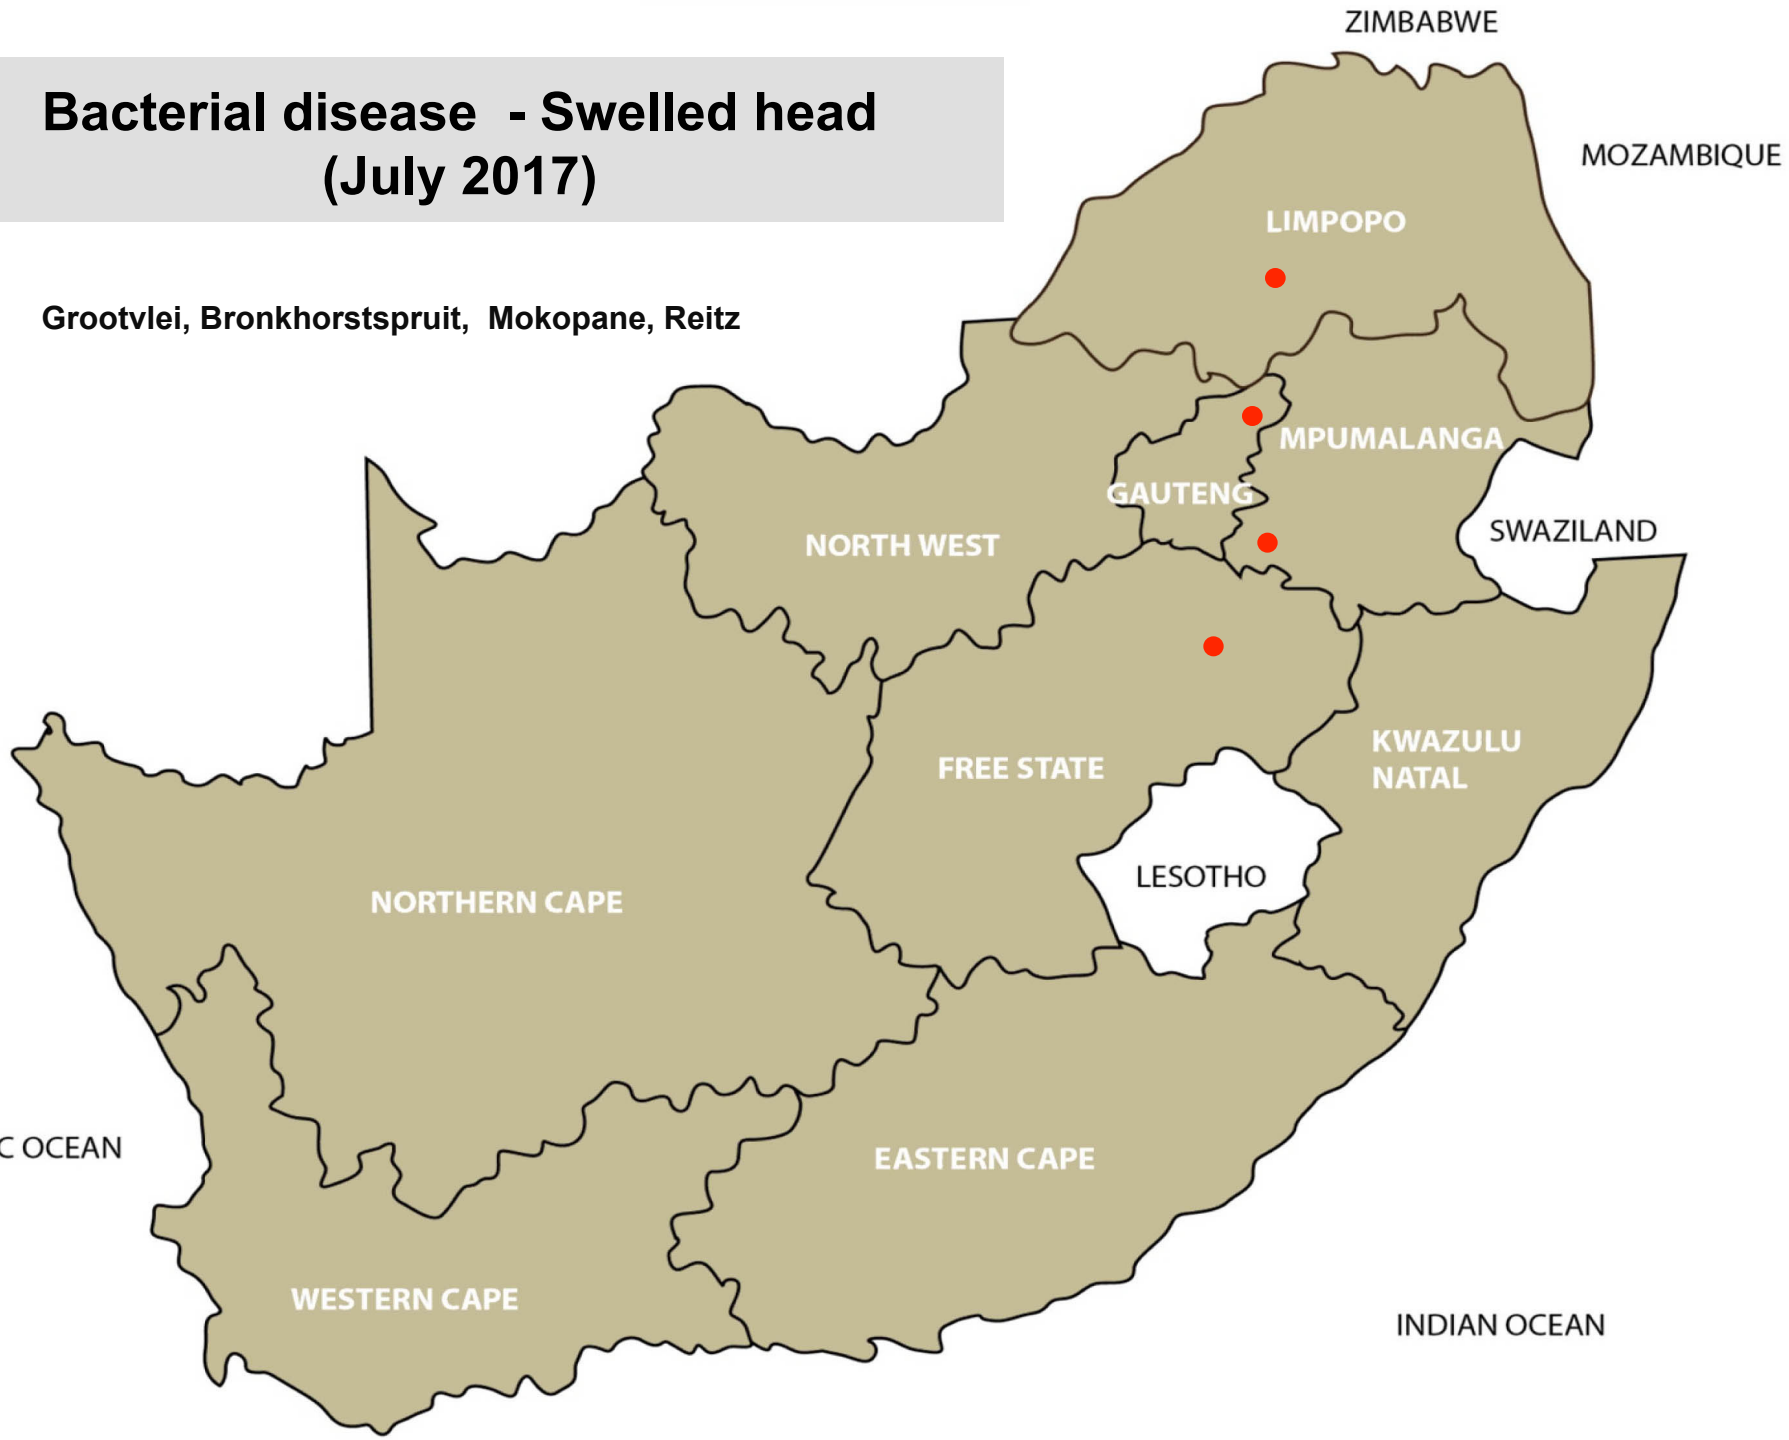 ZIMBABWE
Bacterial disease - Swelled head
(July 2017)
MOZAMBIQUE
LIMPOPO
Grootvlei, Bronkhorstspruit, Mokopane, Reitz
MPUMALANGA
GAUTENG
SWAZILAND
NORTH WEST
KWAZULU
NATAL
FREE STATE
LESOTHO
NORTHERN CAPE
C OCEAN
EASTERN CAPE
WESTERN CAPE
INDIAN OCEAN